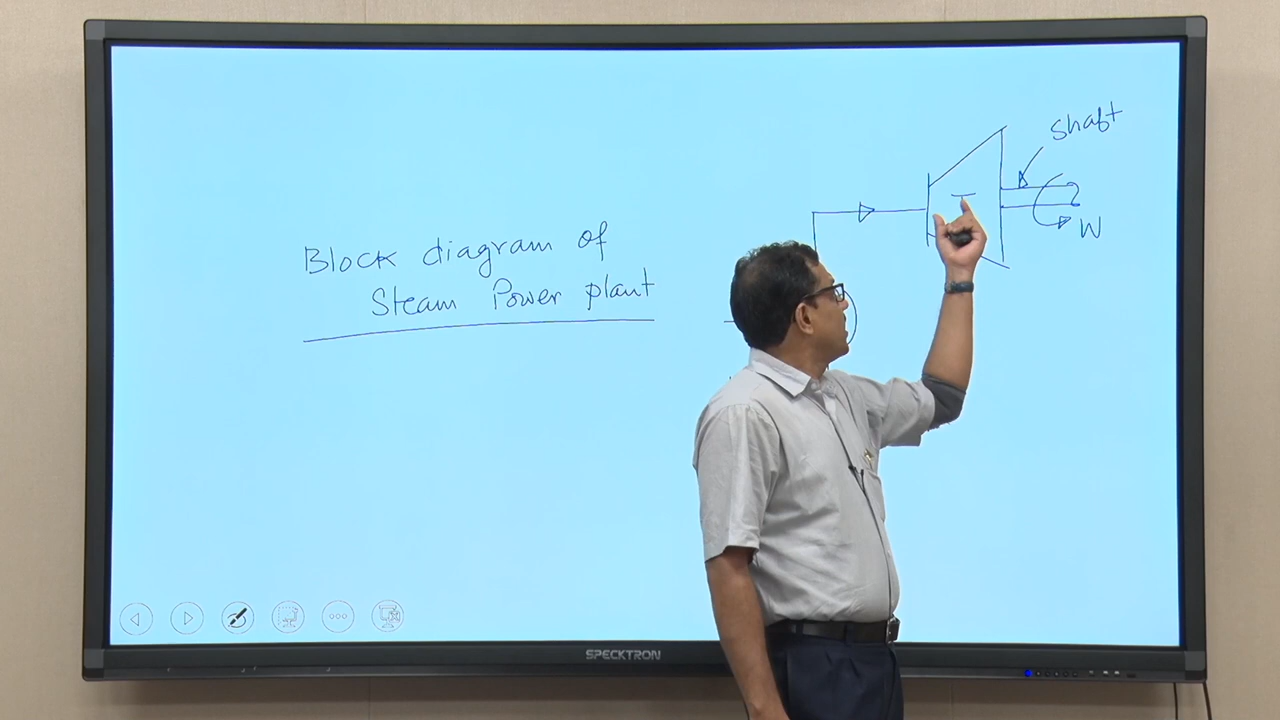 Block diagram of
Steam Power plant
Shaft
T
W
SPECKTRON